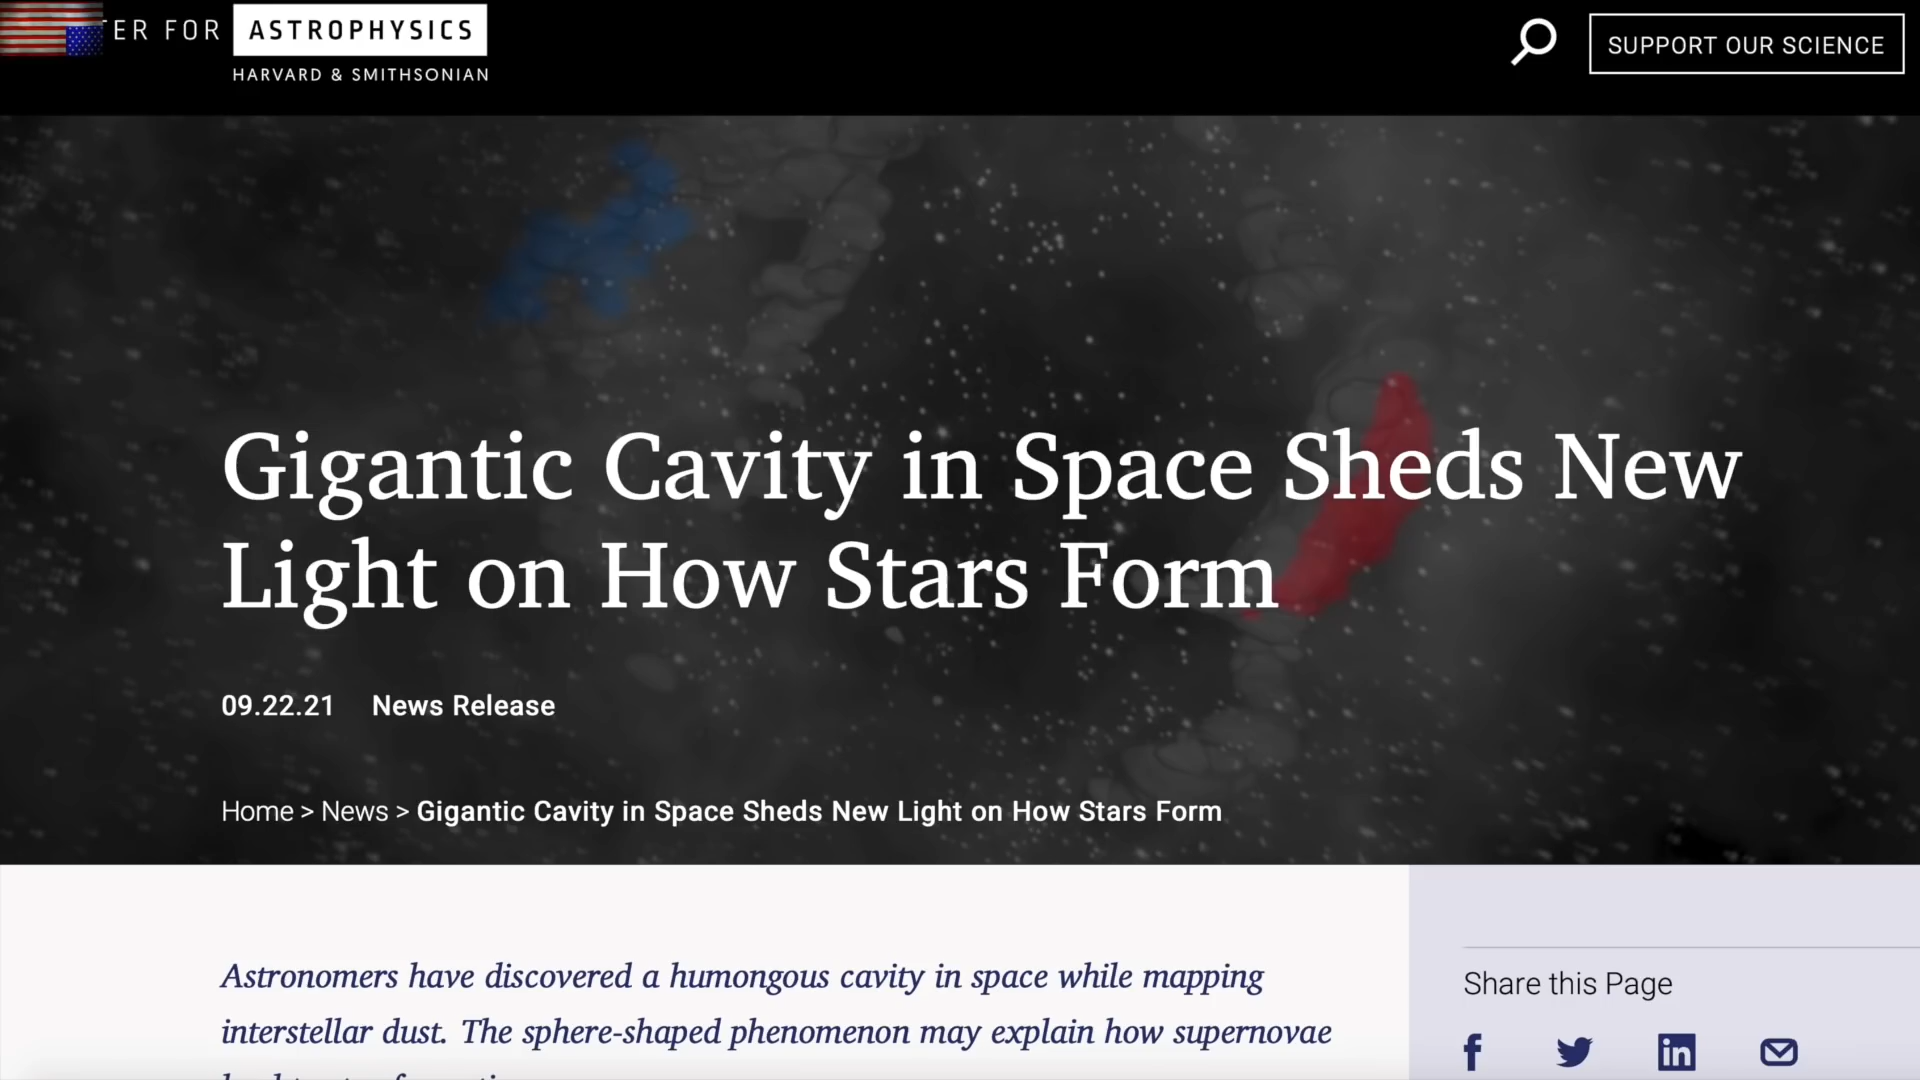 ER FOR ASTROPHYSICS
HARVARD & SMITHSONIAN
SUPPORT OUR SCIENCE
Gigantic Cavity in Space Sheds New
Light on How Stars Form
09.22.21 News Release
Home > News > Gigantic Cavity in Space Sheds New Light on How Stars Form
Astronomers have discovered a humongous cavity in space while mapping
interstellar dust. The sphere-shaped phenomenon may explain how supernovae
Share this Page